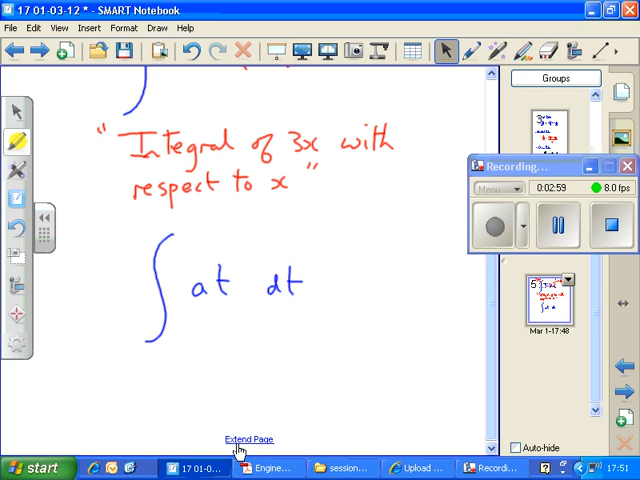 17 01-03-12 * - SMART Notebook
File Edit View Insert Format Draw Help
Groups
" Integral of 3x with
respect to x "
∫ at dt
Extend Page
Recording...
Menu
0:02:59
8.0 fps
5
Mar 1-17:48
Auto-hide
start
17 01-0...
Engine...
session...
Upload ...
Recordi...
?
17:51